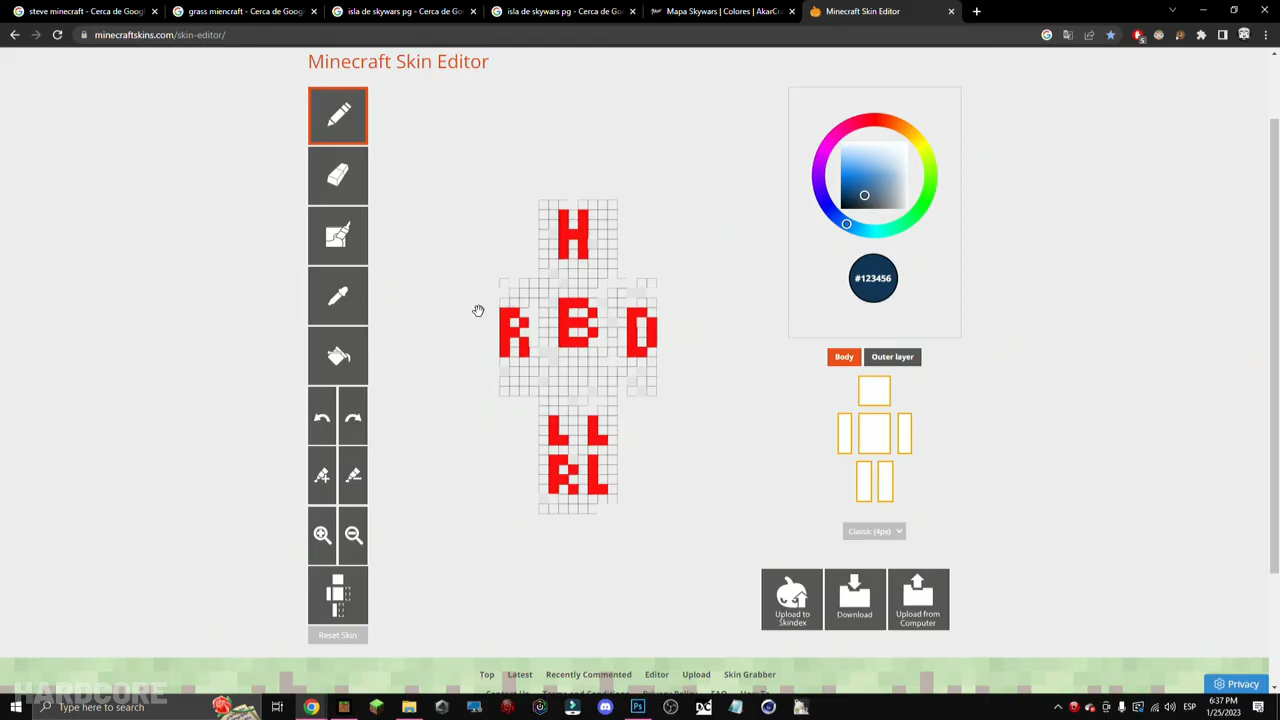 steve miencraft - Cerca de Goog
grass miencraft - Cerca de Googl
isla de skywars pg - Cerca de Go
isla de skywars pg - Cerca de Go
Mapa Skywars | Colores | AkarCra
Minecraft Skin Editor
minecraftskins.com/skin-editor/
Minecraft Skin Editor
H
R B D
L L
R L
#123456
Body Outer layer
Classic (4px)
Upload to Skindex
Download
Upload from Computer
Reset Skin
Top Latest Recently Commented Editor Upload Skin Grabber
Privacy
HARDCORE
Type here to search
ESP
6:37 PM
1/25/2023